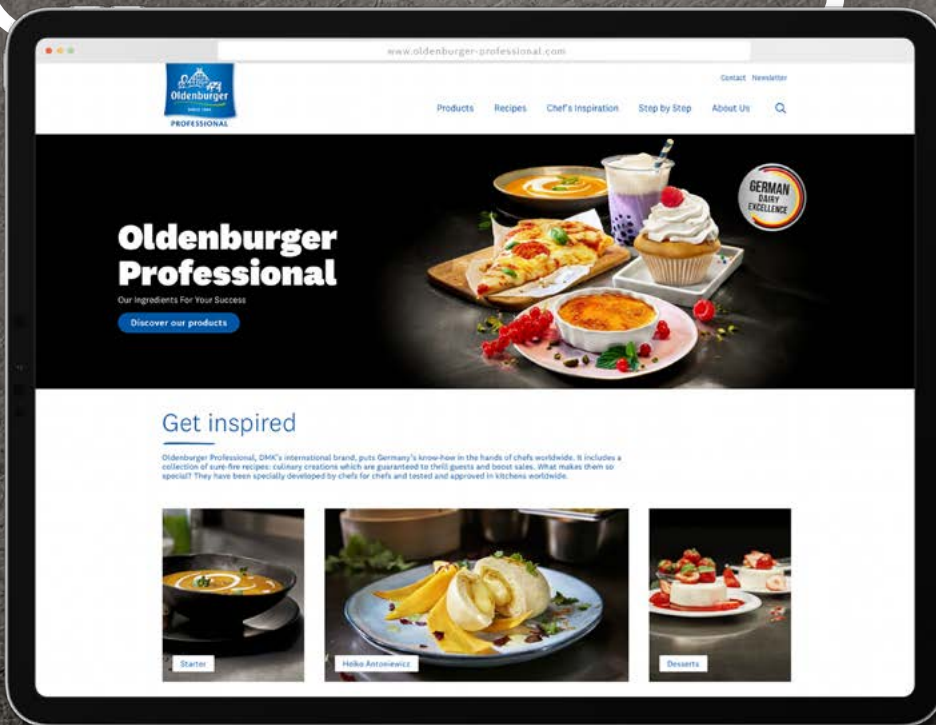 www.oldenburger-professional.com
Oldenburger
SINCE 1964
PROFESSIONAL
Contact Newsletter
Products Recipes Chef's Inspiration Step by Step About Us
GERMAN
DAIRY
EXCELLENCE
Oldenburger
Professional
Our Ingredients For Your Success
Discover our products
Get inspired
Oldenburger Professional, DMK's international brand, puts Germany's know-how in the hands of chefs worldwide. It includes a
collection of sure-fire recipes: culinary creations which are guaranteed to thrill guests and boost sales. What makes them so
special? They have been specially developed by chefs for chefs and tested and approved in kitchens worldwide.
Starter
Heiko Antoniewicz
Desserts